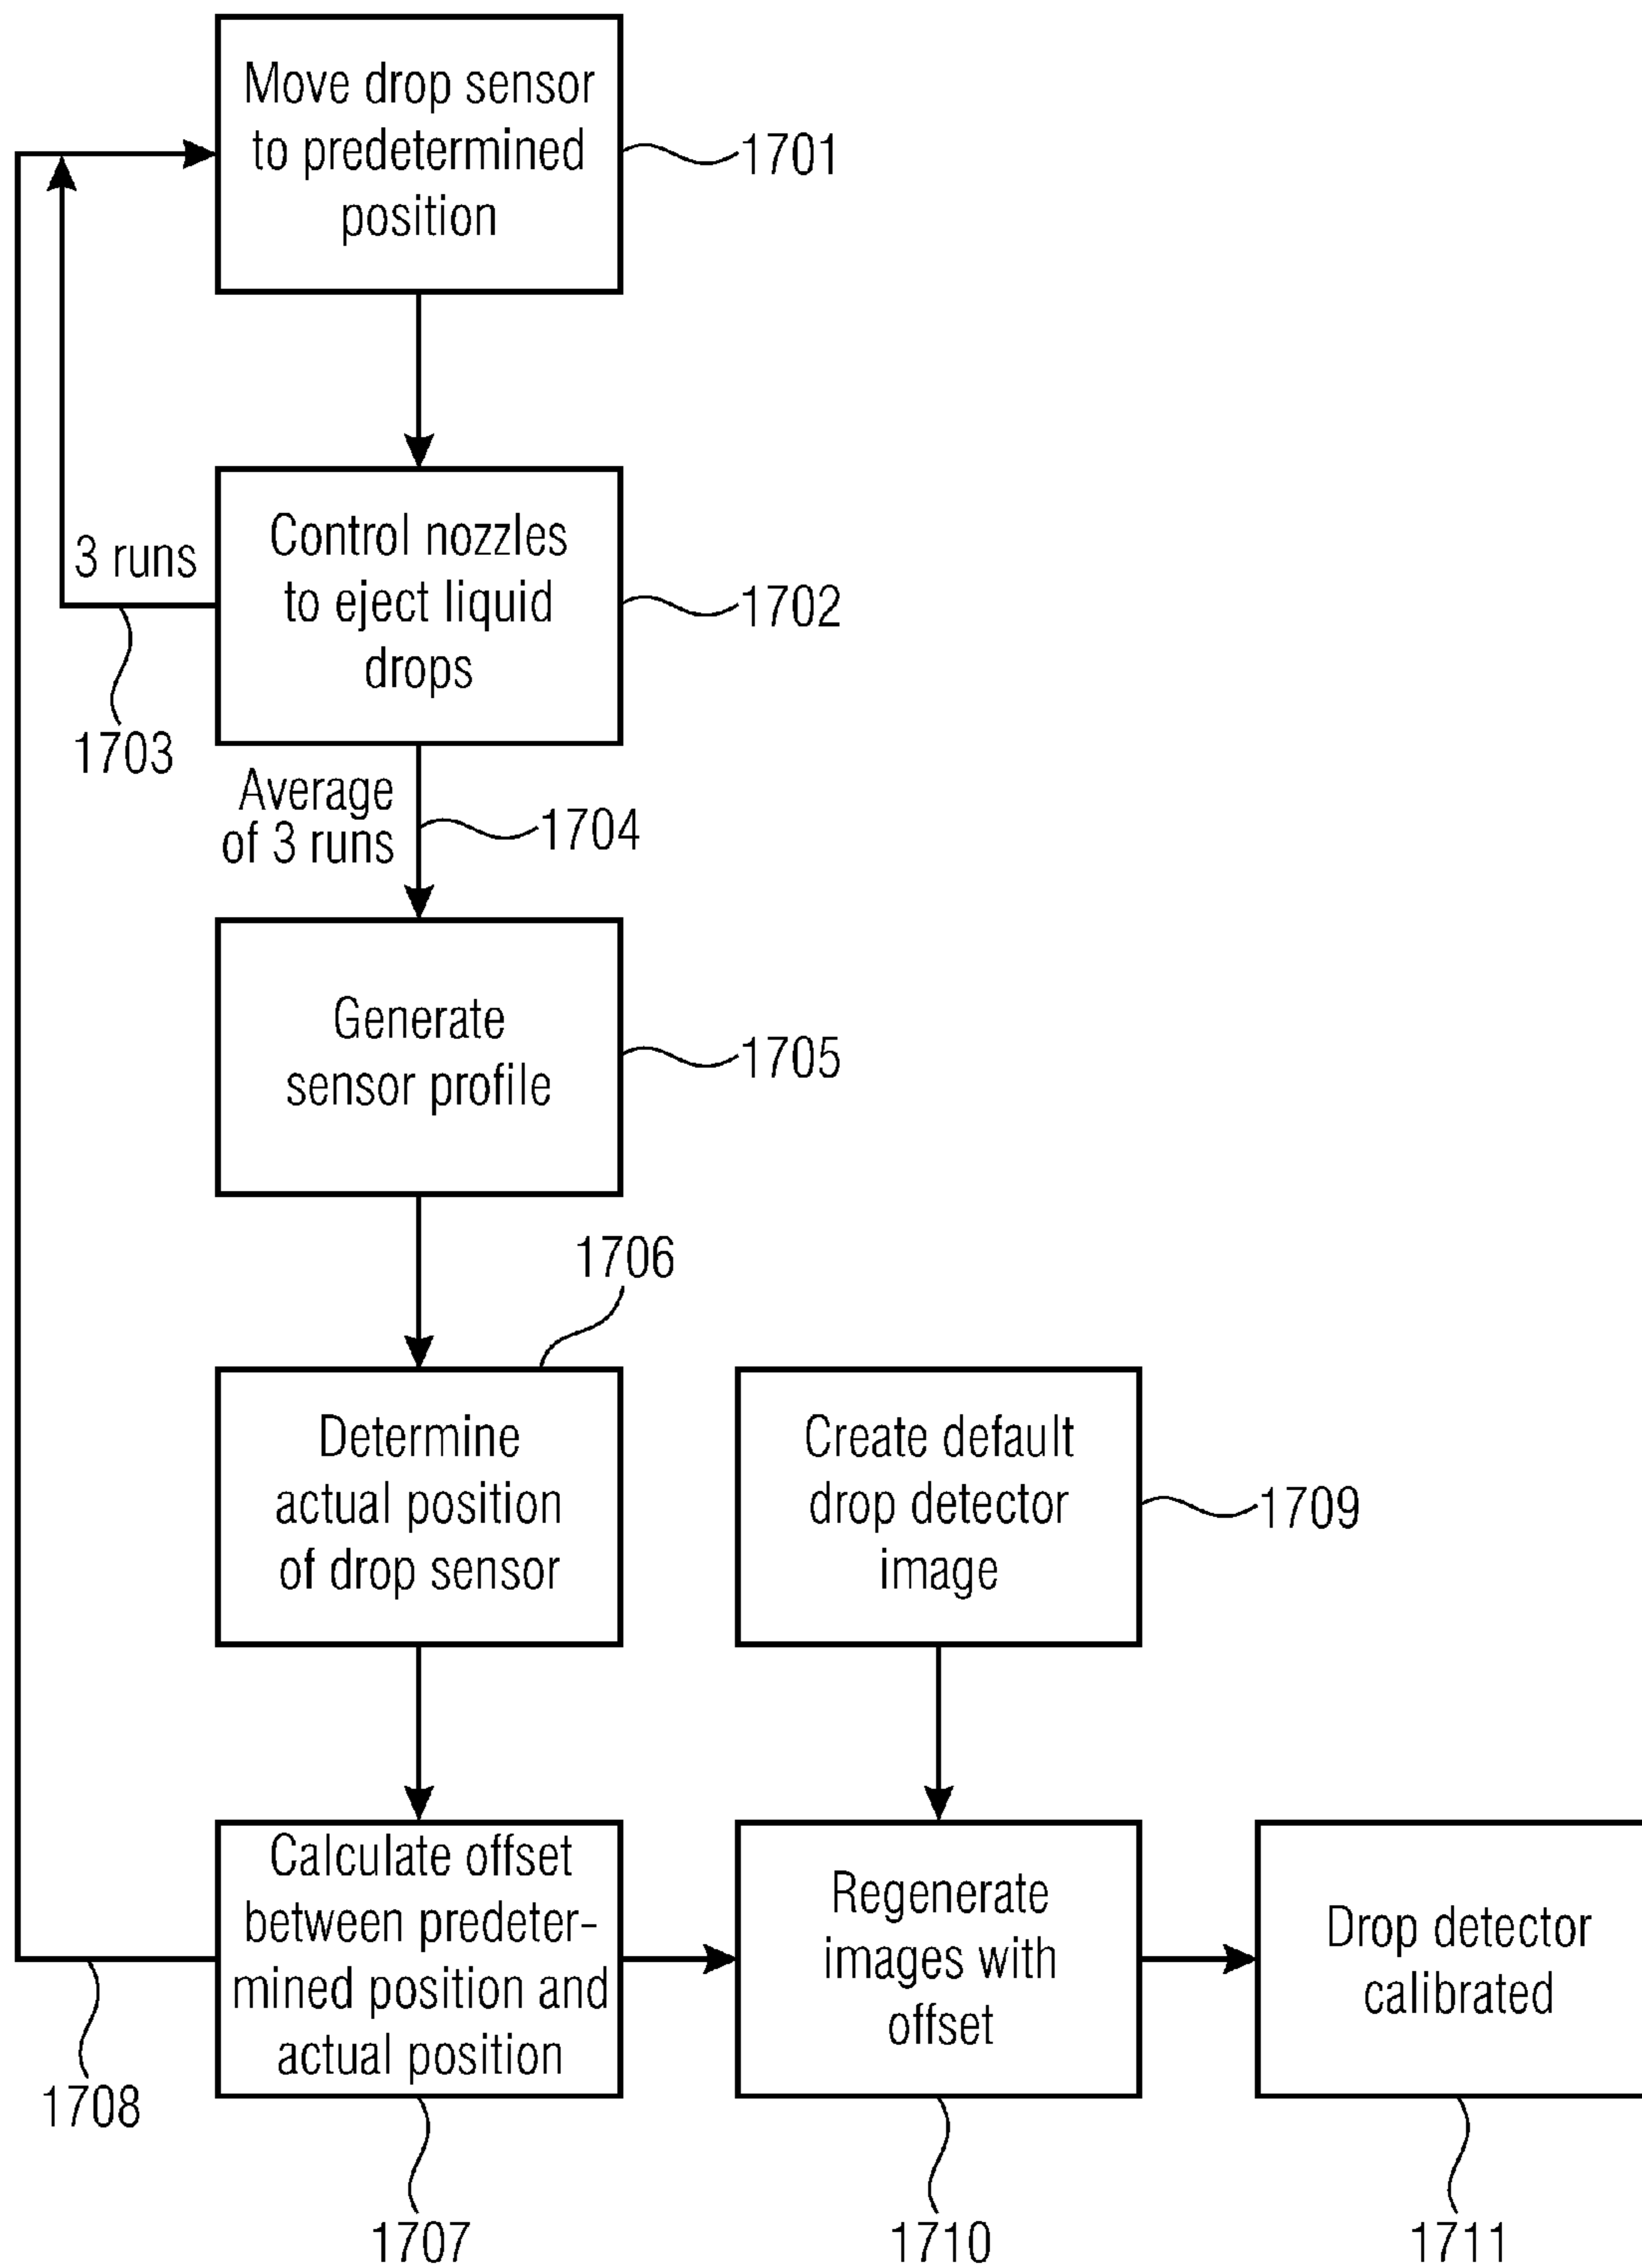 Move drop sensor
to predetermined
position
1701
Control nozzles
to eject liquid
drops
1702
3 runs
1703
Average
of 3 runs
1704
Generate
sensor profile
1705
1706
Determine
actual position
of drop sensor
Create default
drop detector
image
1709
Calculate offset
between predeter-
mined position and
actual position
Regenerate
images with
offset
Drop detector
calibrated
1708
1707
1710
1711